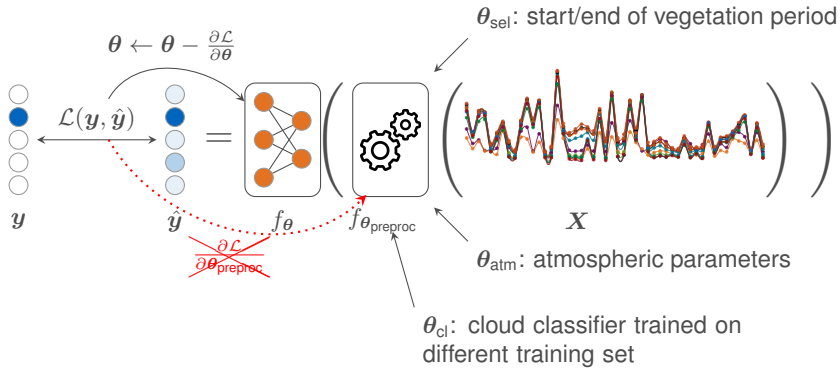 θ_sel: start/end of vegetation period
θ ← θ − ∂ℒ/∂θ
ℒ(y, ŷ)
=
( ( ) )
y
ŷ
f_θ
f_θ_preproc
X
∂ℒ/∂θ_preproc
θ_atm: atmospheric parameters
θ_cl: cloud classifier trained on
different training set